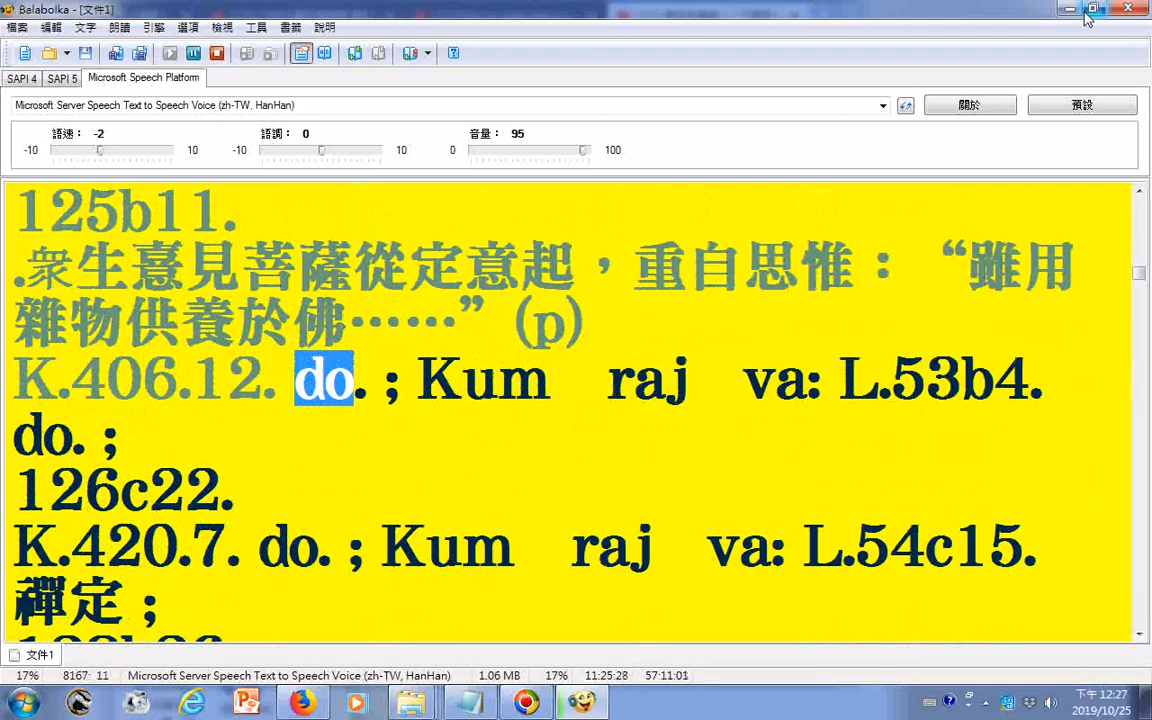 Balabolka - [文件1]
檔案 編輯 文字 朗讀 引擎 選項 檢視 工具 書籤 說明
SAPI 4 SAPI 5 Microsoft Speech Platform
Microsoft Server Speech Text to Speech Voice (zh-TW, HanHan) 關於 預設
語速： -2 語調： 0 音量： 95
-10 10 -10 10 0 100
125b11.
.衆生憙見菩薩從定意起，重自思惟：“雖用
雜物供養於佛……”(p)
K.406.12. do. ; Kum raj va: L.53b4.
do. ;
126c22.
K.420.7. do. ; Kum raj va: L.54c15.
禪定 ;
文件1
17% 8167: 11 Microsoft Server Speech Text to Speech Voice (zh-TW, HanHan) 1.06 MB 17% 11:25:28 57:11:01
下午 12:27
2019/10/25